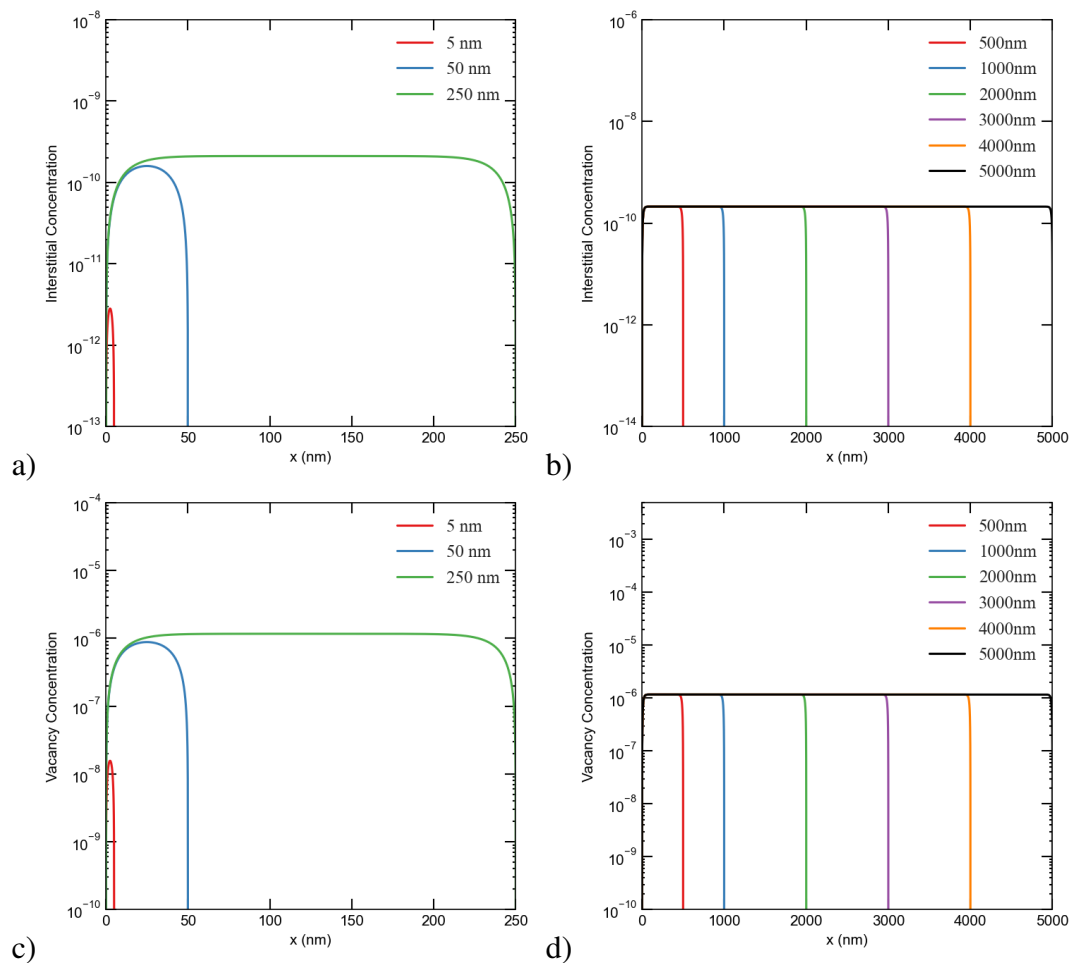 10^-8
10^-9
10^-10
10^-11
10^-12
10^-13
Interstitial Concentration
5 nm
50 nm
250 nm
0 50 100 150 200 250
x (nm)
a)
10^-6
10^-8
10^-10
10^-12
10^-14
Interstitial Concentration
500nm
1000nm
2000nm
3000nm
4000nm
5000nm
0 1000 2000 3000 4000 5000
x (nm)
b)
10^-4
10^-5
10^-6
10^-7
10^-8
10^-9
10^-10
Vacancy Concentration
5 nm
50 nm
250 nm
0 50 100 150 200 250
x (nm)
c)
10^-3
10^-4
10^-5
10^-6
10^-7
10^-8
10^-9
10^-10
Vacancy Concentration
500nm
1000nm
2000nm
3000nm
4000nm
5000nm
0 1000 2000 3000 4000 5000
x (nm)
d)